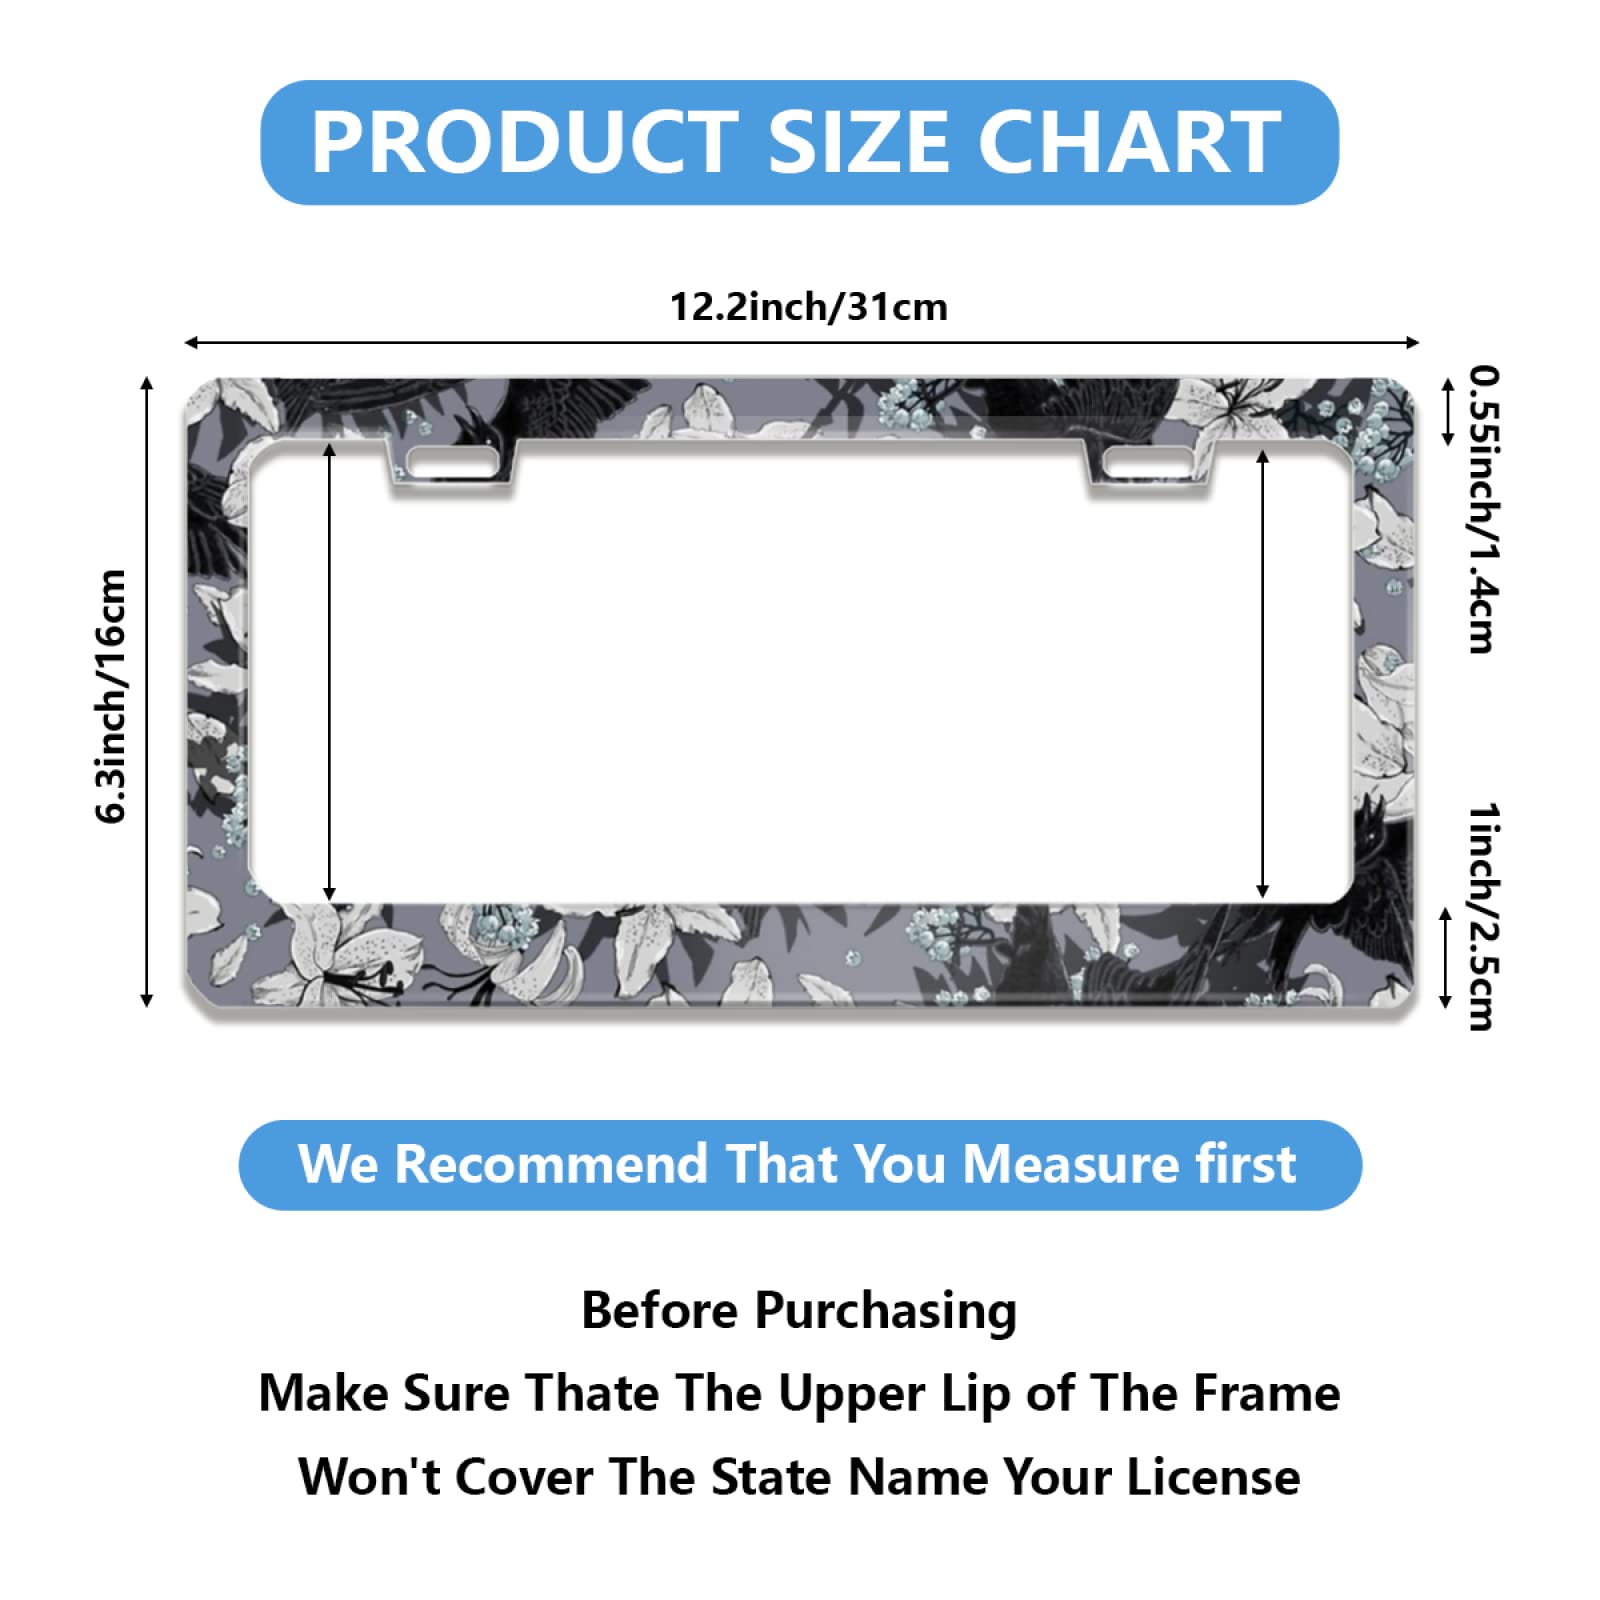 PRODUCT SIZE CHART
12.2inch/31cm
0.55inch/1.4cm
6.3inch/16cm
1inch/2.5cm
We Recommend That You Measure first
Before Purchasing
Make Sure Thate The Upper Lip of The Frame
Won't Cover The State Name Your License